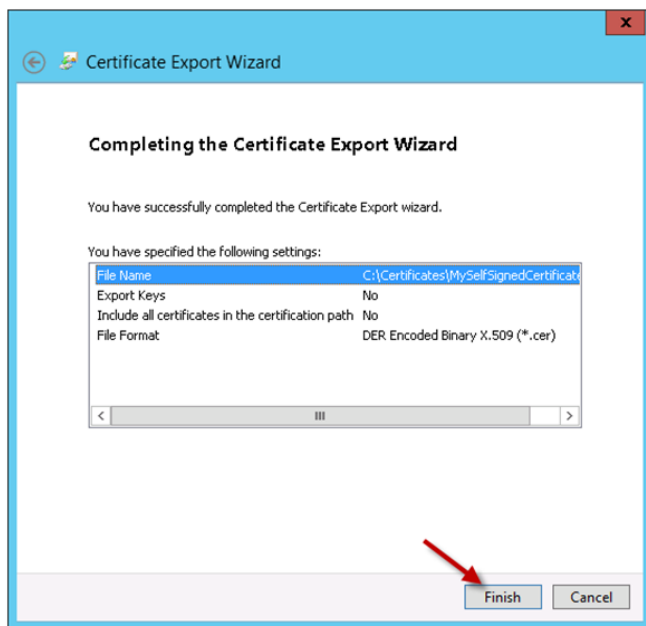 x
Certificate Export Wizard
Completing the Certificate Export Wizard
You have successfully completed the Certificate Export wizard.
You have specified the following settings:
File Name C:\Certificates\MySelfSignedCertificate
Export Keys No
Include all certificates in the certification path No
File Format DER Encoded Binary X.509 (*.cer)
Finish Cancel